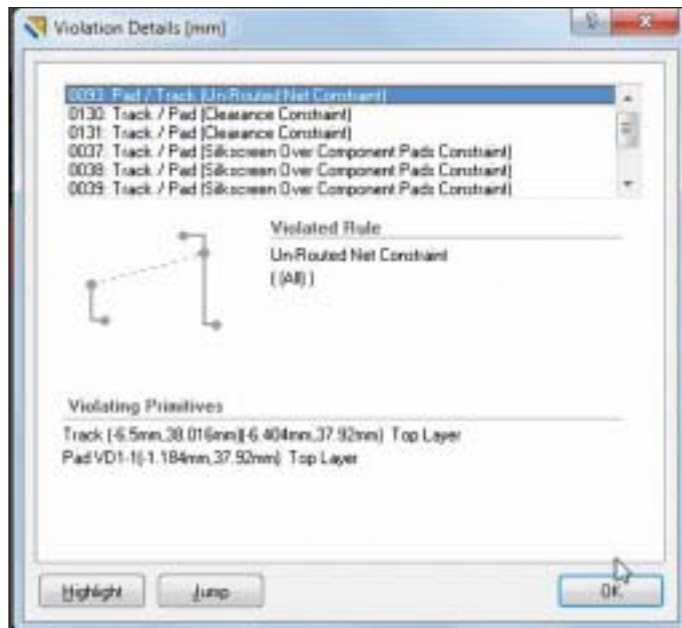 Violation Details [mm]
0093: Pad / Track (Un-Routed Net Constraint)
0130: Track / Pad (Clearance Constraint)
0131: Track / Pad (Clearance Constraint)
0037: Track / Pad (Silkscreen Over Component Pads Constraint)
0038: Track / Pad (Silkscreen Over Component Pads Constraint)
0039: Track / Pad (Silkscreen Over Component Pads Constraint)
Violated Rule
Un-Routed Net Constraint
( (All) )
Violating Primitives
Track (-6.5mm,38.016mm)(-6.404mm,37.92mm) Top Layer
Pad VD1-1(-1.184mm,37.92mm) Top Layer
Highlight
Jump
OK